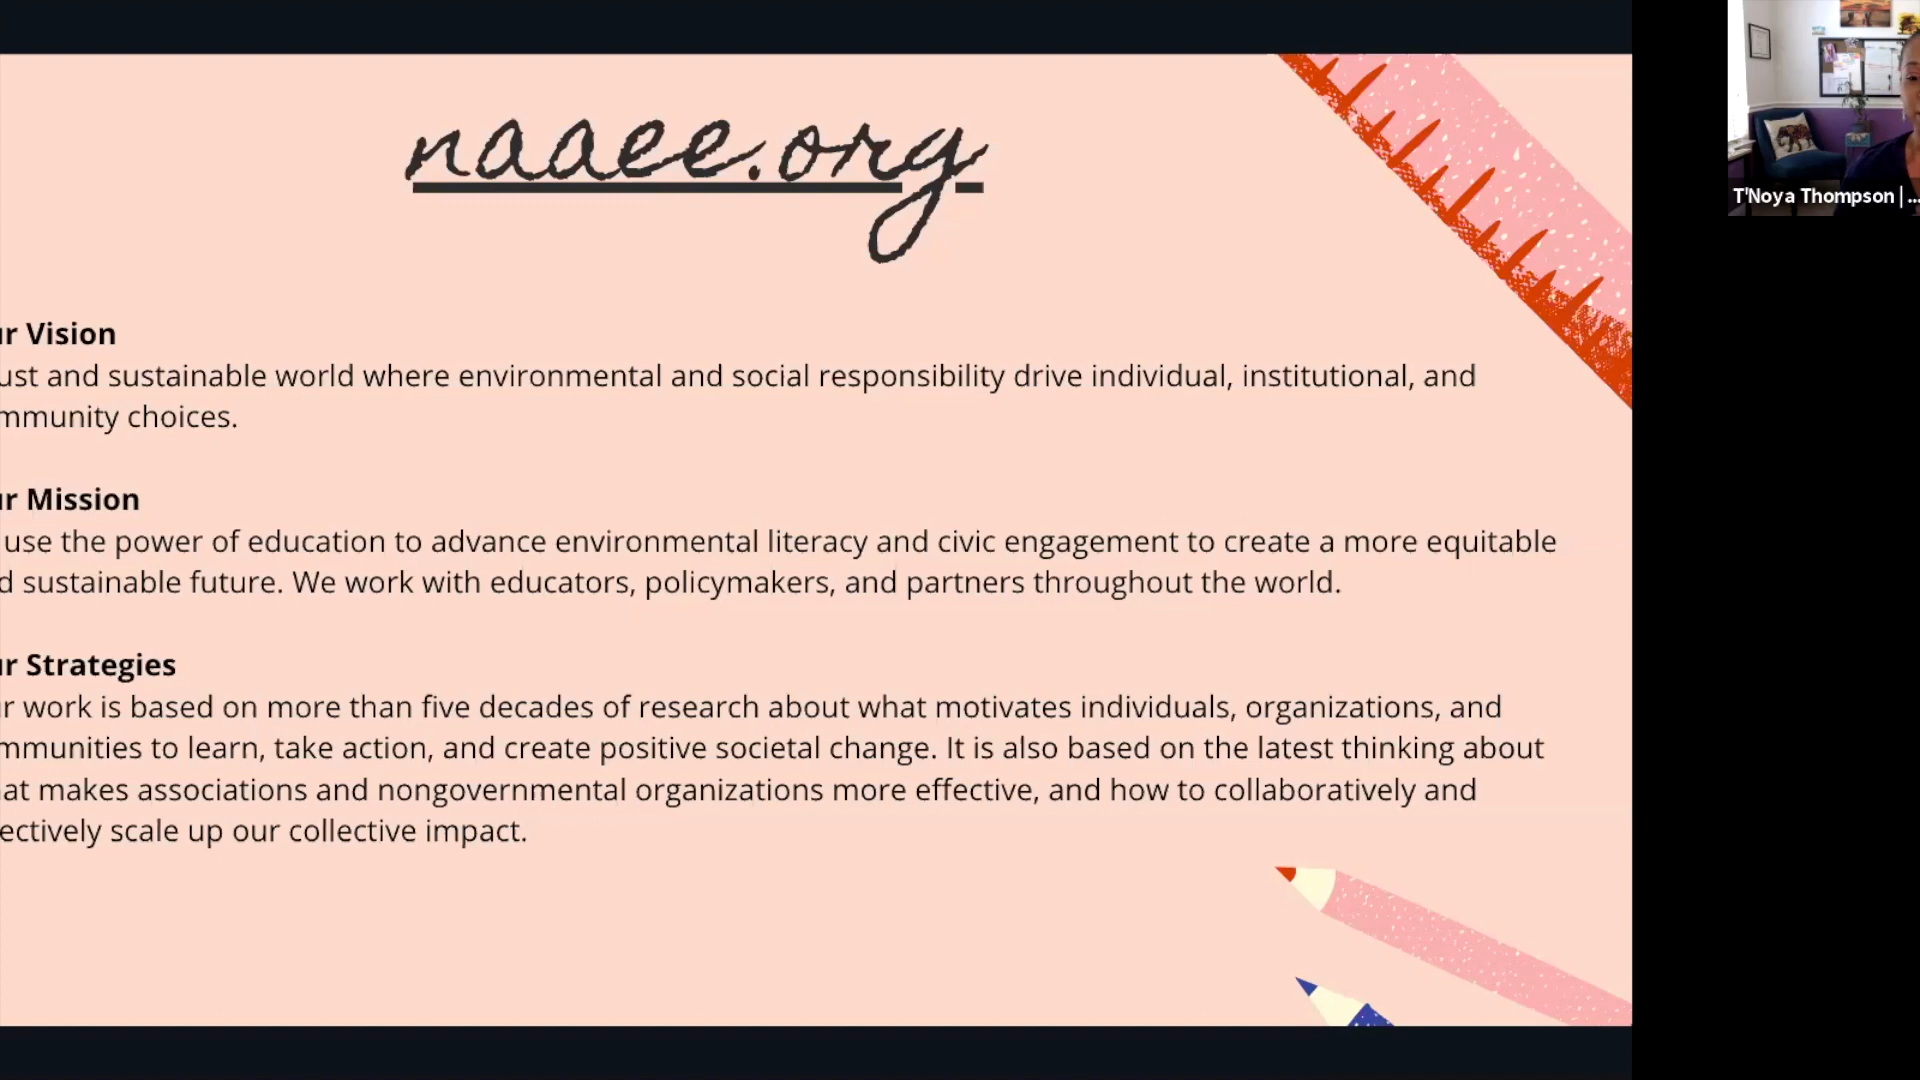 naaee.org
ur Vision
ust and sustainable world where environmental and social responsibility drive individual, institutional, and
mmunity choices.
ur Mission
use the power of education to advance environmental literacy and civic engagement to create a more equitable
d sustainable future. We work with educators, policymakers, and partners throughout the world.
ur Strategies
r work is based on more than five decades of research about what motivates individuals, organizations, and
mmunities to learn, take action, and create positive societal change. It is also based on the latest thinking about
at makes associations and nongovernmental organizations more effective, and how to collaboratively and
ectively scale up our collective impact.
T'Noya Thompson | ...